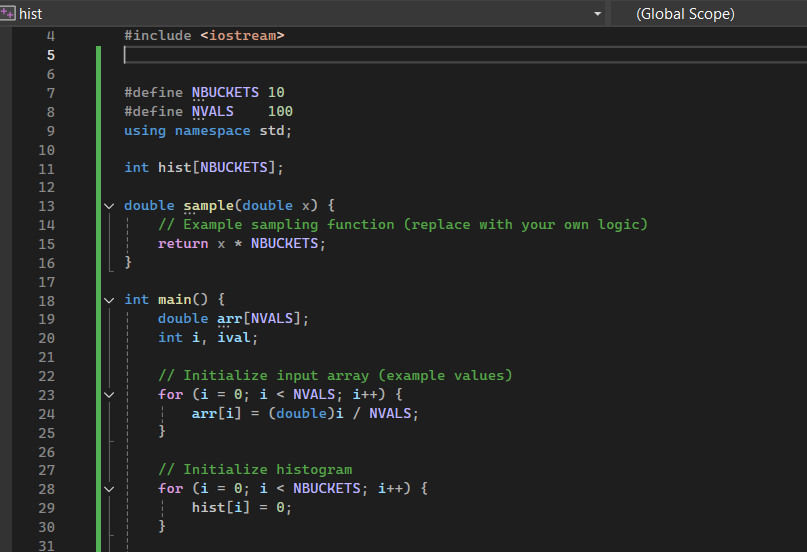 hist (Global Scope)
4 #include <iostream>
5
6
7 #define NBUCKETS 10
8 #define NVALS    100
9 using namespace std;
10
11 int hist[NBUCKETS];
12
13 double sample(double x) {
14     // Example sampling function (replace with your own logic)
15     return x * NBUCKETS;
16 }
17
18 int main() {
19     double arr[NVALS];
20     int i, ival;
21
22     // Initialize input array (example values)
23     for (i = 0; i < NVALS; i++) {
24         arr[i] = (double)i / NVALS;
25     }
26
27     // Initialize histogram
28     for (i = 0; i < NBUCKETS; i++) {
29         hist[i] = 0;
30     }
31